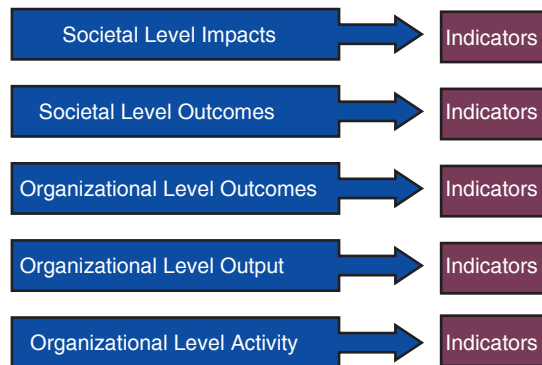 Societal Level Impacts
Indicators
Societal Level Outcomes
Indicators
Organizational Level Outcomes
Indicators
Organizational Level Output
Indicators
Organizational Level Activity
Indicators